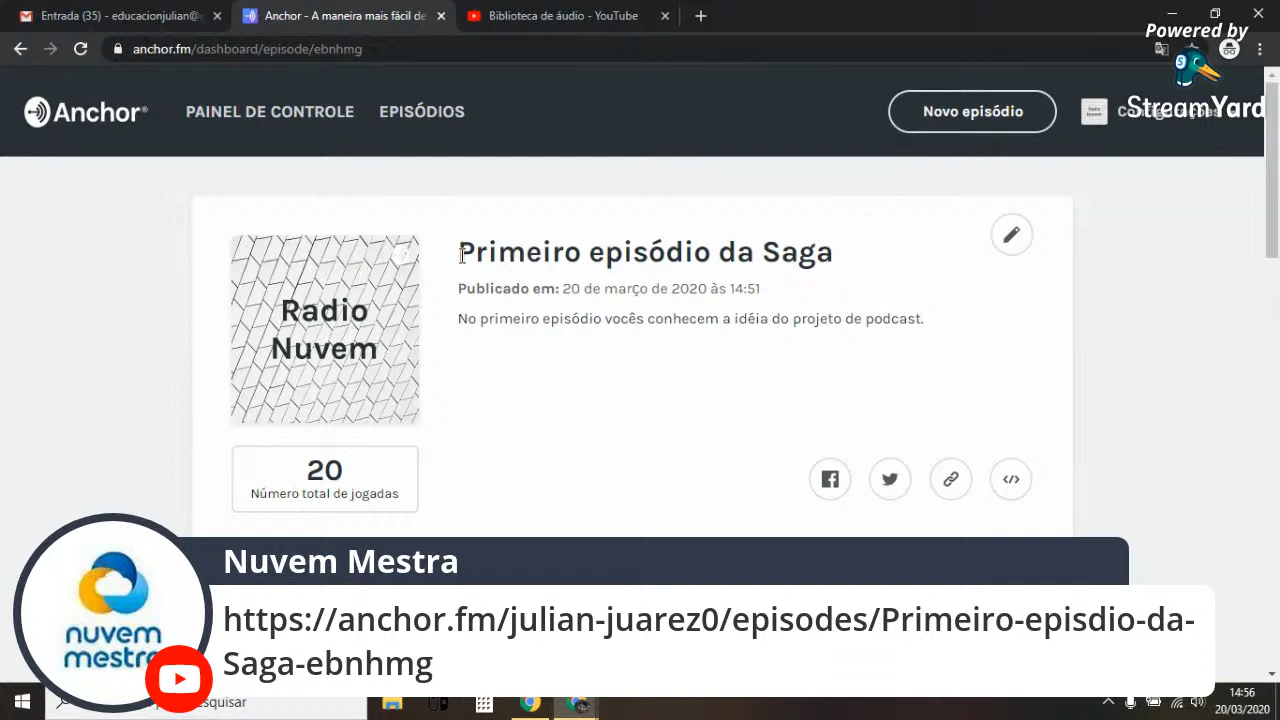 Entrada (35) - educacionjulian@
Anchor - A maneira mais fácil de
Biblioteca de áudio - YouTube
Powered by
anchor.fm/dashboard/episode/ebnhmg
StreamYard
Anchor®
PAINEL DE CONTROLE
EPISÓDIOS
Novo episódio
Radio
Nuvem
Primeiro episódio da Saga
Publicado em: 20 de março de 2020 às 14:51
No primeiro episódio vocês conhecem a idéia do projeto de podcast.
20
Número total de jogadas
Nuvem Mestra
https://anchor.fm/julian-juarez0/episodes/Primeiro-episdio-da-
Saga-ebnhmg
nuvem
mestra
14:56
20/03/2020